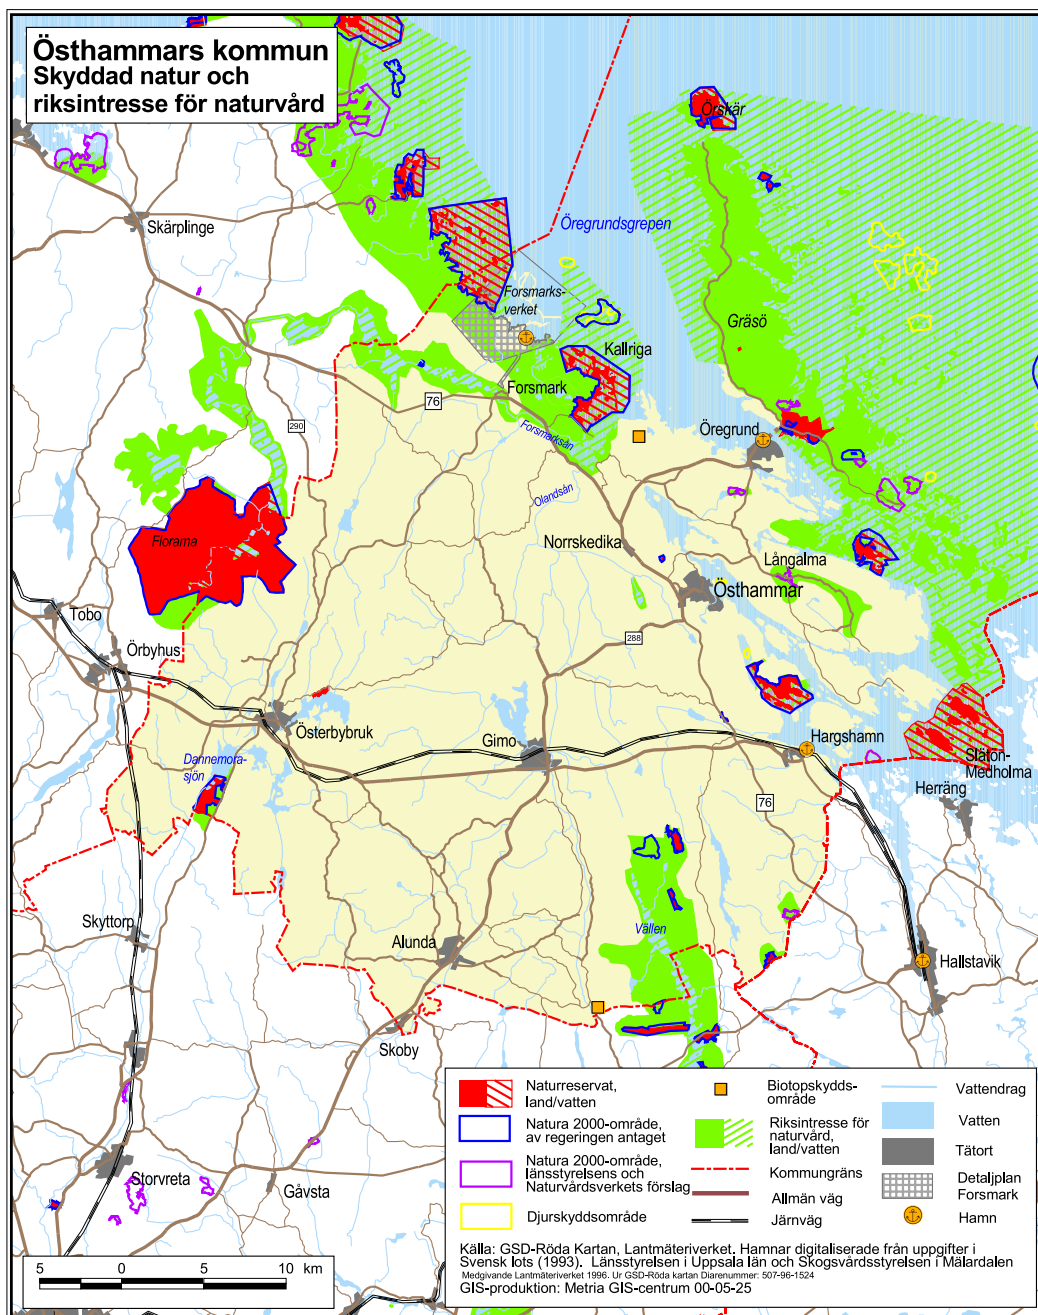 Östhammars kommun
Skyddad natur och
riksintresse för naturvård
Örskär
Skärplinge
Öregrundsgrepen
Forsmarks-
verket
Gräsö
Kallriga
Forsmark
76
290
Forsmarksån
Öregrund
Olandsån
Florarna
Norrskedika
Långalma
Östhammar
Tobo
288
Örbyhus
Österbybruk
Gimo
Hargshamn
Dannemora-
sjön
Slätön-
Medholma
Herräng
76
Skyttorp
Vällen
Alunda
Hallstavik
Skoby
Storvreta
Gåvsta
Naturreservat,
land/vatten
Natura 2000-område,
av regeringen antaget
Natura 2000-område,
länsstyrelsens och
Naturvårdsverkets förslag
Djurskyddsområde
Biotopskydds-
område
Riksintresse för
naturvård,
land/vatten
Kommungräns
Allmän väg
Järnväg
Vattendrag
Vatten
Tätort
Detaljplan
Forsmark
Hamn
5 0 5 10 km
Källa: GSD-Röda Kartan, Lantmäteriverket. Hamnar digitaliserade från uppgifter i
Svensk lots (1993). Länsstyrelsen i Uppsala län och Skogsvårdsstyrelsen i Mälardalen
Medgivande Lantmäteriverket 1996. Ur GSD-Röda kartan Diarenummer: 507-96-1524
GIS-produktion: Metria GIS-centrum 00-05-25